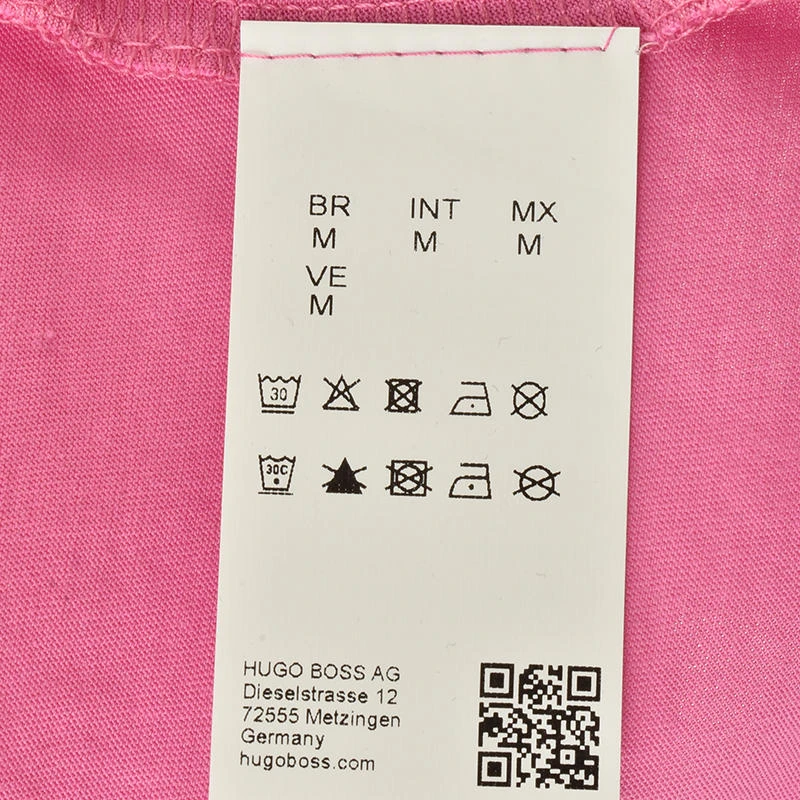 BR INT MX
M M M
VE
M
30
30C
HUGO BOSS AG
Dieselstrasse 12
72555 Metzingen
Germany
hugoboss.com